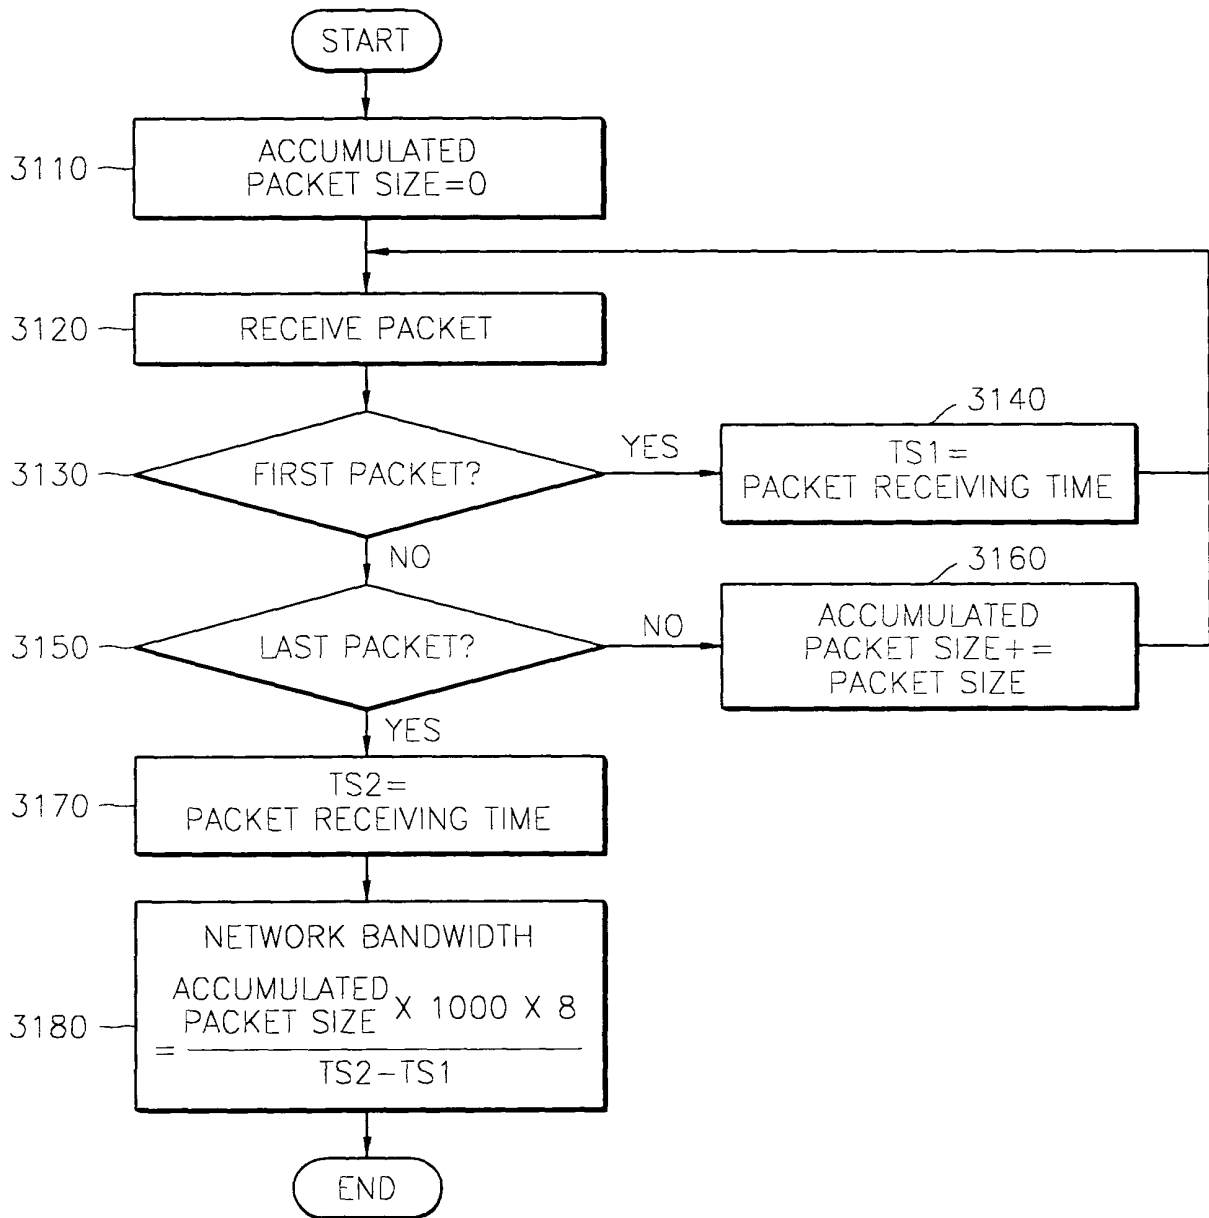 START
3110
ACCUMULATED
PACKET SIZE=0
3120
RECEIVE PACKET
3130
FIRST PACKET?
YES
3140
TS1=
PACKET RECEIVING TIME
NO
3150
LAST PACKET?
NO
3160
ACCUMULATED
PACKET SIZE+=
PACKET SIZE
YES
3170
TS2=
PACKET RECEIVING TIME
3180
NETWORK BANDWIDTH
ACCUMULATED
PACKET SIZE X 1000 X 8
=
TS2-TS1
END